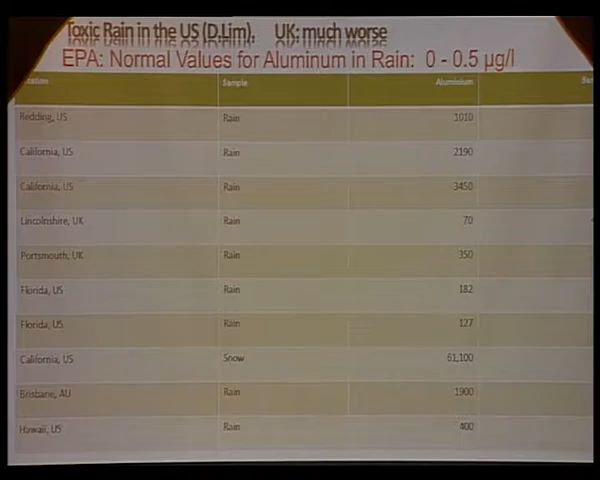 Toxic Rain in the US (D.Lim), UK: much worse
EPA: Normal Values for Aluminum in Rain: 0 - 0.5 µg/l
Sample Aluminium
Redding, US Rain 1010
California, US Rain 2190
California, US Rain 3450
Lincolnshire, UK Rain 70
Portsmouth, UK Rain 350
Florida, US Rain 182
Florida, US Rain 127
California, US Snow 61,100
Brisbane, AU Rain 1900
Hawaii, US Rain 400